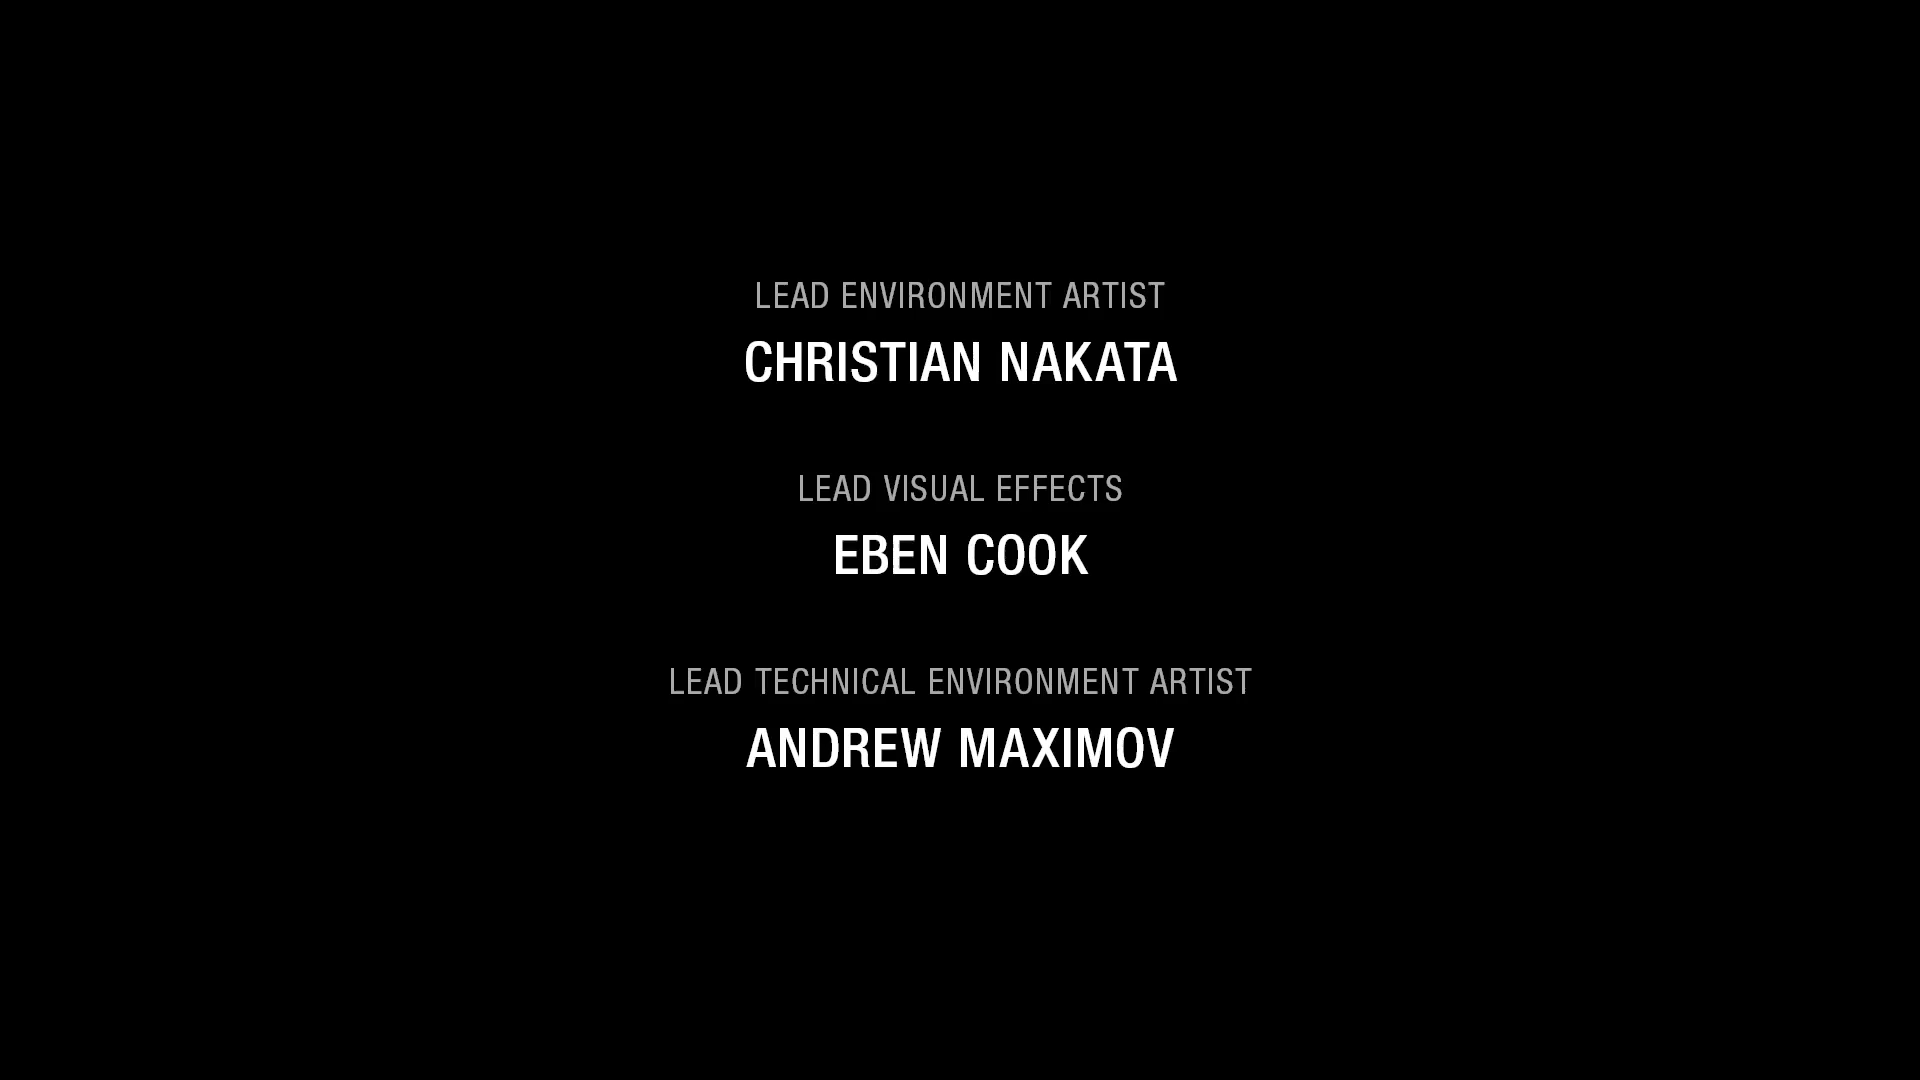 LEAD ENVIRONMENT ARTIST
CHRISTIAN NAKATA
LEAD VISUAL EFFECTS
EBEN COOK
LEAD TECHNICAL ENVIRONMENT ARTIST
ANDREW MAXIMOV